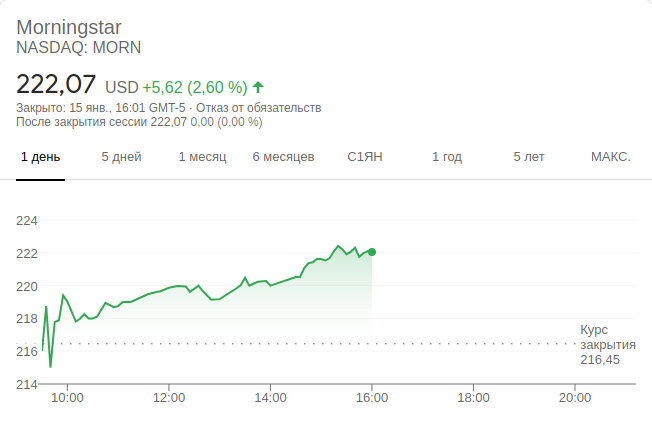 Morningstar
NASDAQ: MORN
222,07 USD +5,62 (2,60 %)
Закрыто: 15 янв., 16:01 GMT-5 · Отказ от обязательств
После закрытия сессии 222,07 0,00 (0,00 %)
1 день 5 дней 1 месяц 6 месяцев С1ЯН 1 год 5 лет МАКС.
224
222
220
218
216
214
Курс
закрытия
216,45
10:00 12:00 14:00 16:00 18:00 20:00